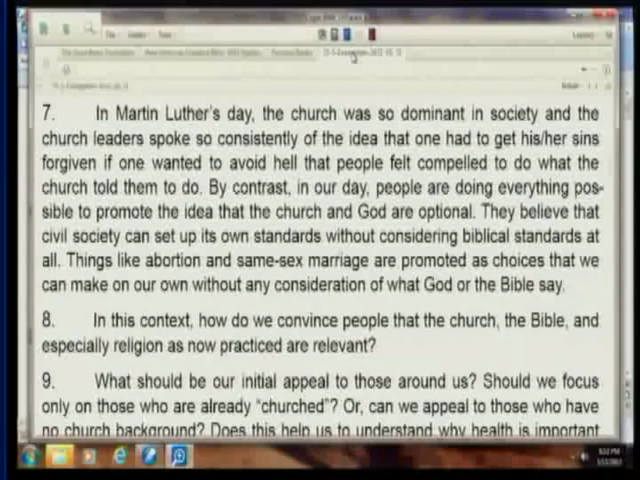 7. In Martin Luther's day, the church was so dominant in society and the
church leaders spoke so consistently of the idea that one had to get his/her sins
forgiven if one wanted to avoid hell that people felt compelled to do what the
church told them to do. By contrast, in our day, people are doing everything pos-
sible to promote the idea that the church and God are optional. They believe that
civil society can set up its own standards without considering biblical standards at
all. Things like abortion and same-sex marriage are promoted as choices that we
can make on our own without any consideration of what God or the Bible say.
8. In this context, how do we convince people that the church, the Bible, and
especially religion as now practiced are relevant?
9. What should be our initial appeal to those around us? Should we focus
only on those who are already "churched"? Or, can we appeal to those who have
no church background? Does this help us to understand why health is important